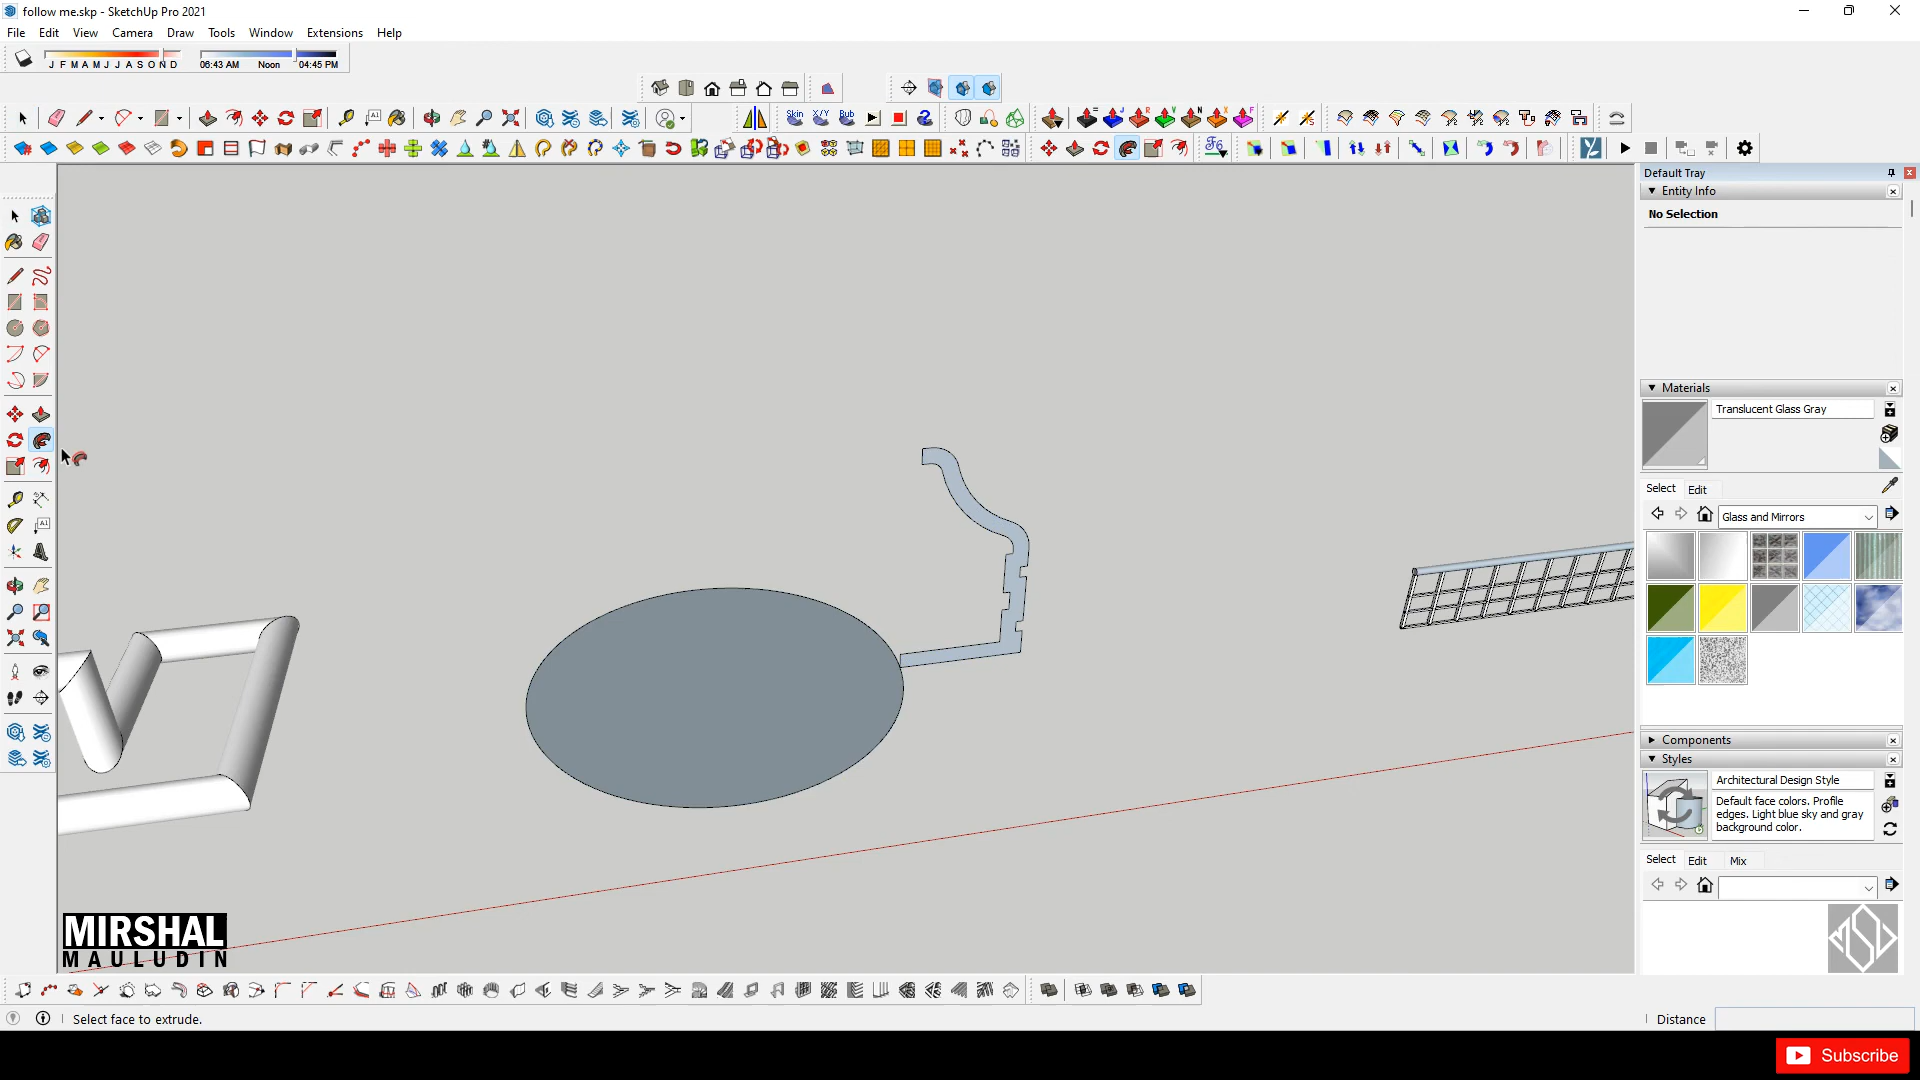 follow me.skp - SketchUp Pro 2021
File Edit View Camera Draw Tools Window Extensions Help
J F M A M J J A S O N D
06:43 AM Noon 04:45 PM
Skin X/Y Bub
Default Tray
Entity Info
No Selection
Materials
Translucent Glass Gray
Select Edit
Glass and Mirrors
Components
Styles
Architectural Design Style
Default face colors. Profile
edges. Light blue sky and gray
background color.
Select Edit Mix
MIRSHAL
MAULUDIN
Select face to extrude.
Distance
Subscribe